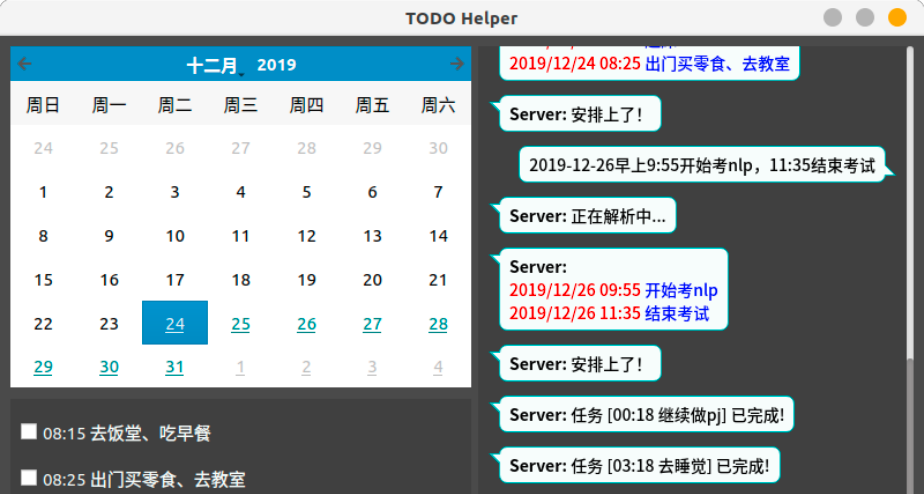 TODO Helper
十二月 2019
周日 周一 周二 周三 周四 周五 周六
24 25 26 27 28 29 30
1 2 3 4 5 6 7
8 9 10 11 12 13 14
15 16 17 18 19 20 21
22 23 24 25 26 27 28
29 30 31 1 2 3 4
08:15 去饭堂、吃早餐
08:25 出门买零食、去教室
2019/12/24 08:25 出门买零食、去教室
Server: 安排上了！
2019-12-26早上9:55开始考nlp，11:35结束考试
Server: 正在解析中...
Server:
2019/12/26 09:55 开始考nlp
2019/12/26 11:35 结束考试
Server: 安排上了！
Server: 任务 [00:18 继续做pj] 已完成!
Server: 任务 [03:18 去睡觉] 已完成!